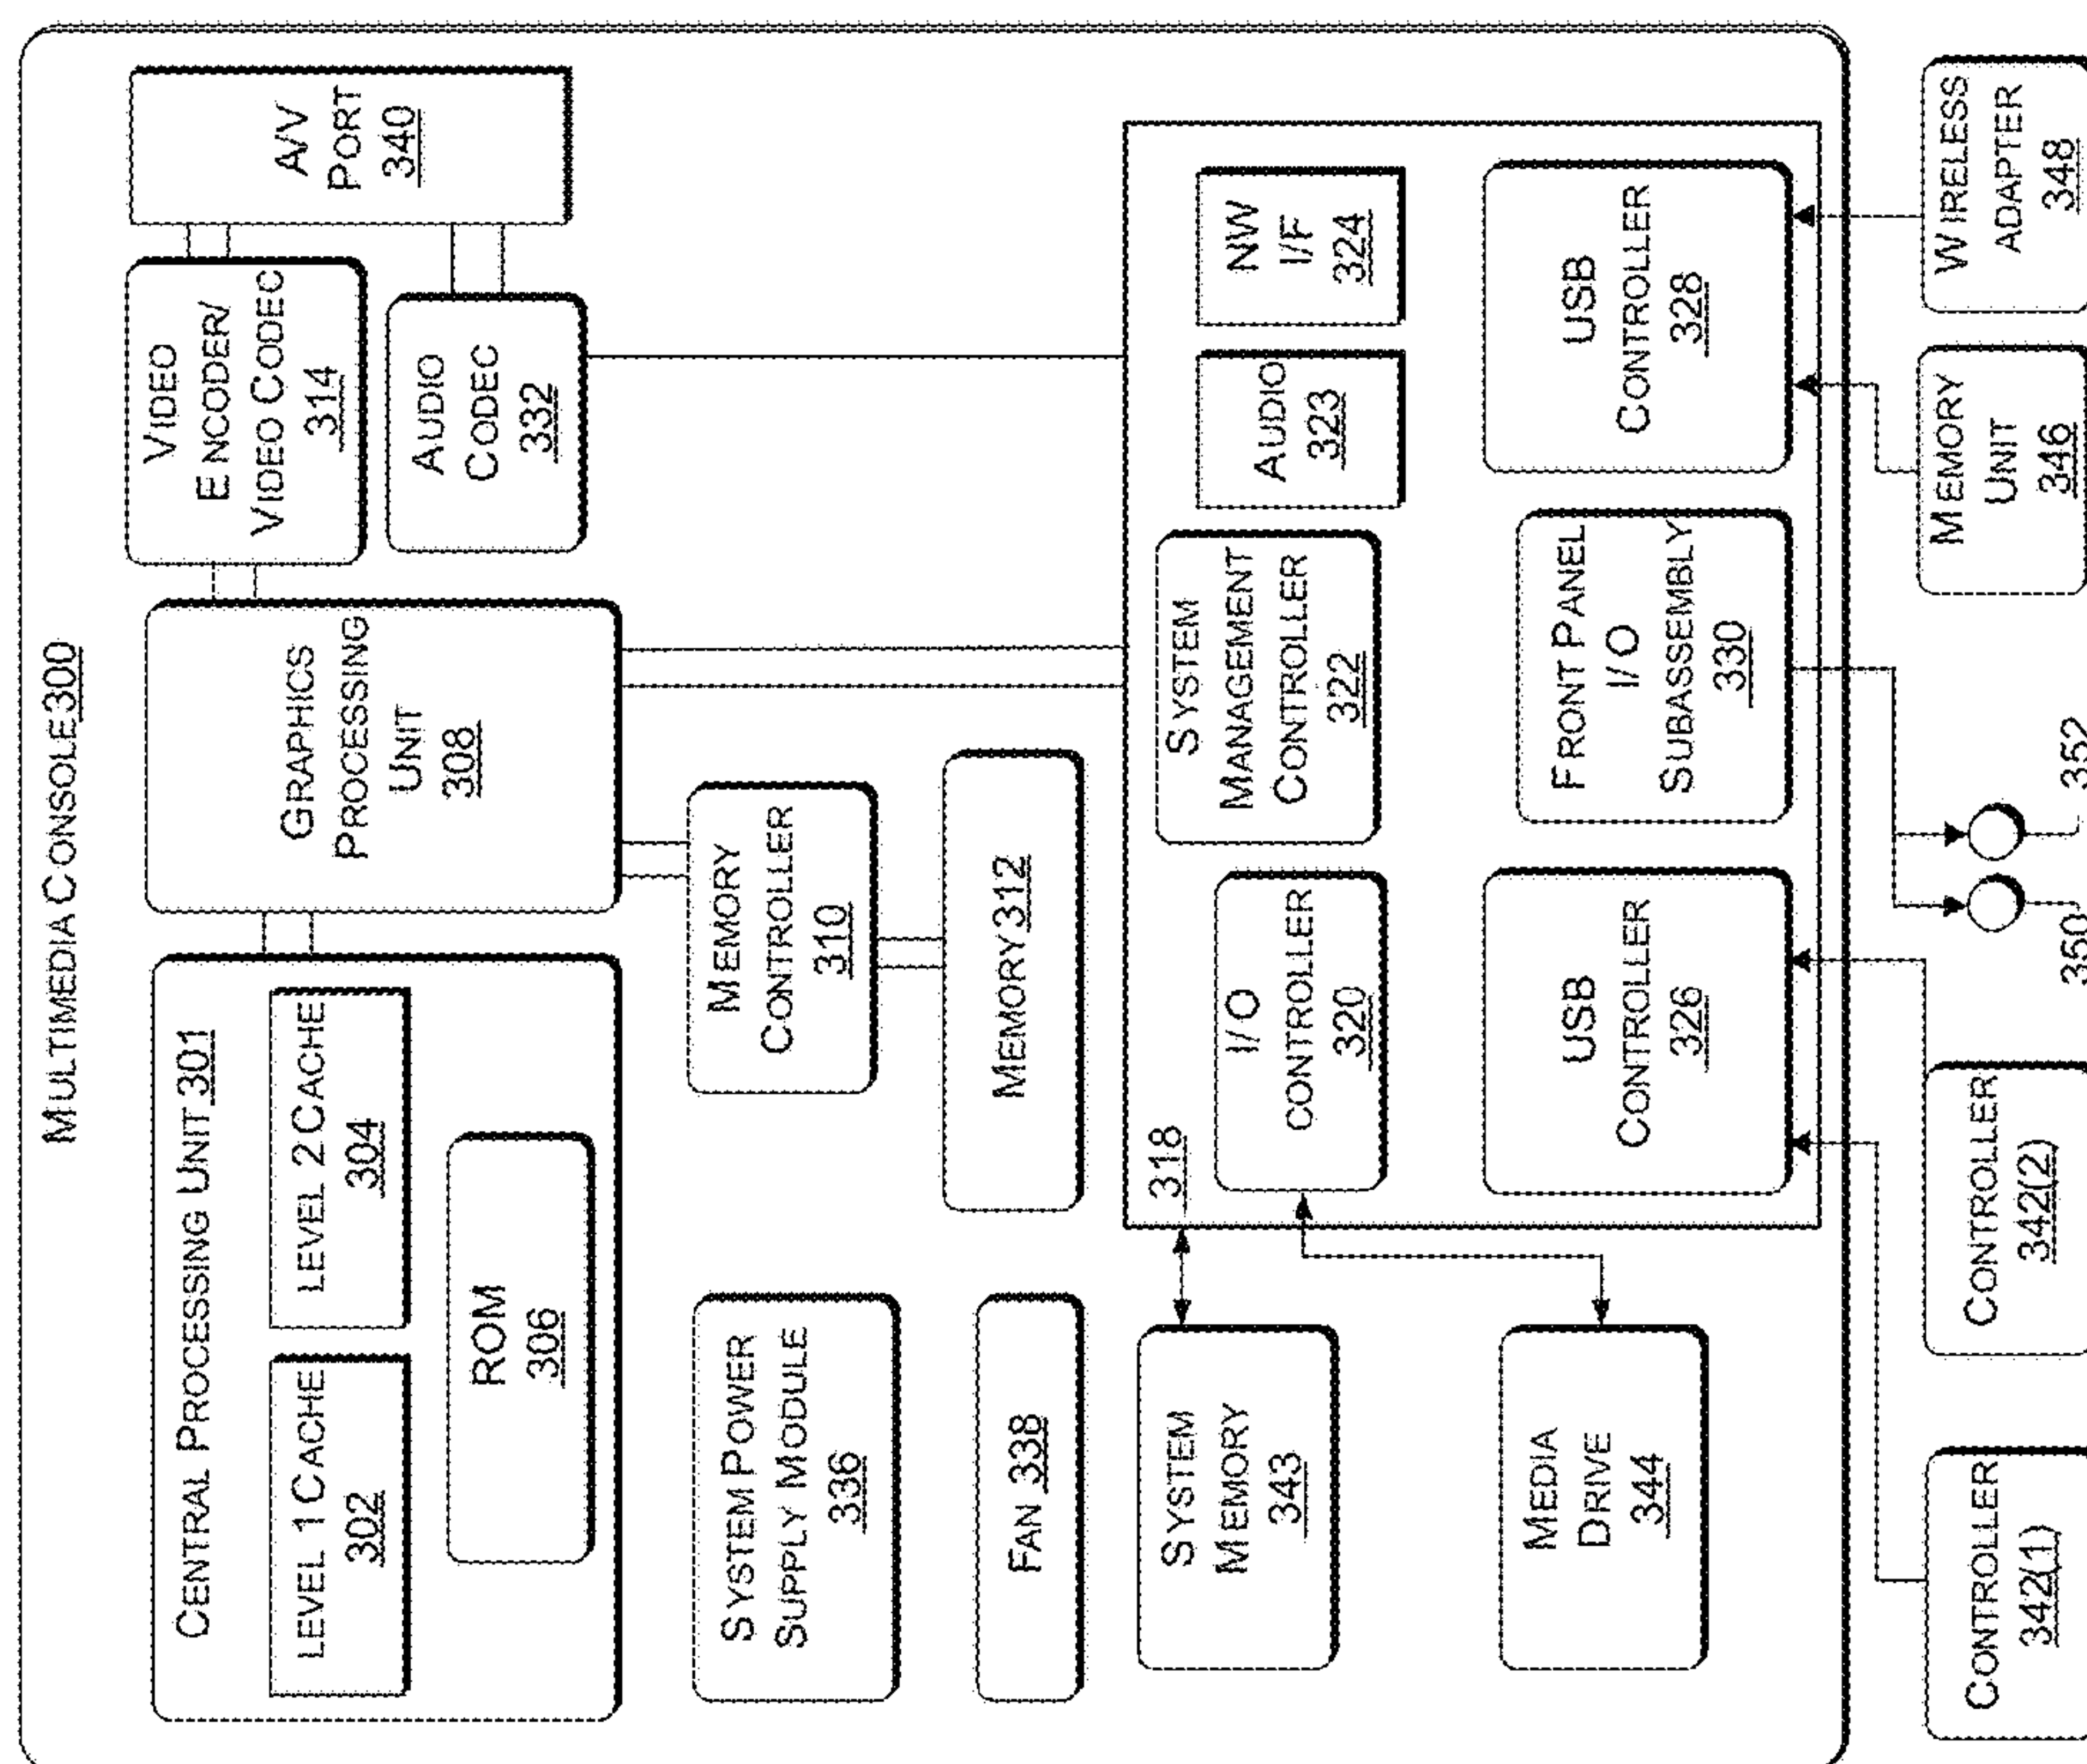 MULTIMEDIA CONSOLE 300
CENTRAL PROCESSING UNIT 301
LEVEL 1 CACHE
302
LEVEL 2 CACHE
304
ROM
306
GRAPHICS
PROCESSING
UNIT
308
VIDEO
ENCODER/
VIDEO CODEC
314
AUDIO
CODEC
332
A/V
PORT
340
SYSTEM POWER
SUPPLY MODULE
336
MEMORY
CONTROLLER
310
FAN 338
MEMORY 312
318
SYSTEM
MEMORY
343
I/O
CONTROLLER
320
SYSTEM
MANAGEMENT
CONTROLLER
322
AUDIO
323
NW
I/F
324
MEDIA
DRIVE
344
USB
CONTROLLER
326
FRONT PANEL
I/O
SUBASSEMBLY
330
USB
CONTROLLER
328
CONTROLLER
342(1)
CONTROLLER
342(2)
350
352
MEMORY
UNIT
346
WIRELESS
ADAPTER
348